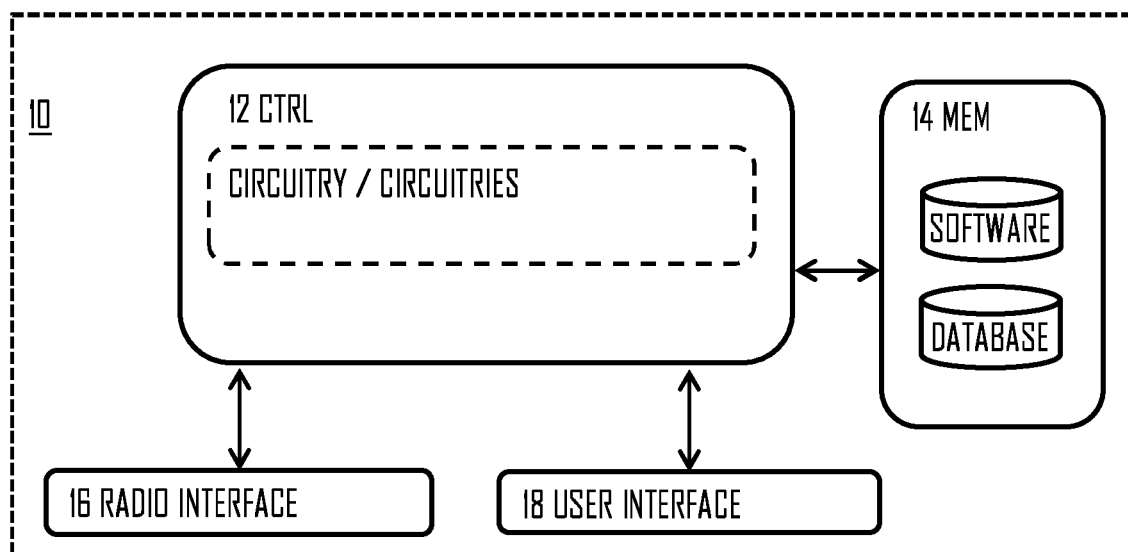 10
12 CTRL
CIRCUITRY / CIRCUITRIES
14 MEM
SOFTWARE
DATABASE
16 RADIO INTERFACE
18 USER INTERFACE